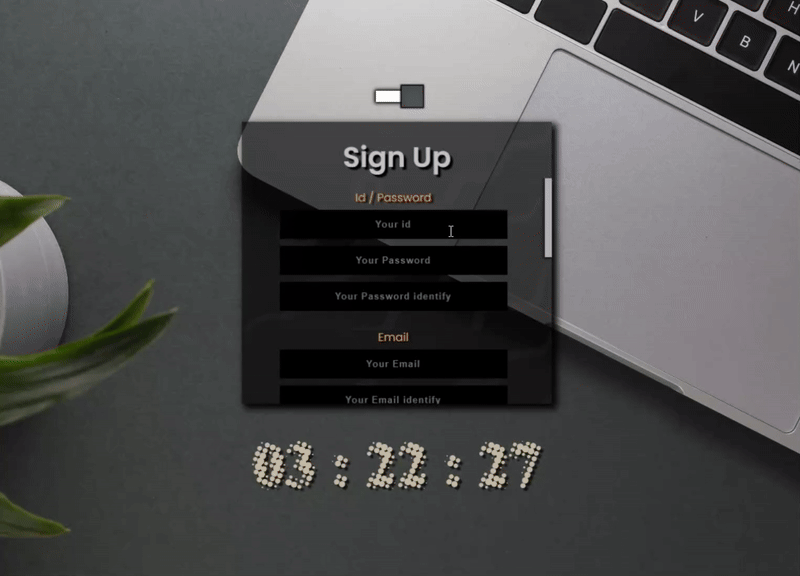 H
V
B
N
Sign Up
Id / Password
Your id
Your Password
Your Password identify
Email
Your Email
Your Email identify
03 : 22 : 27